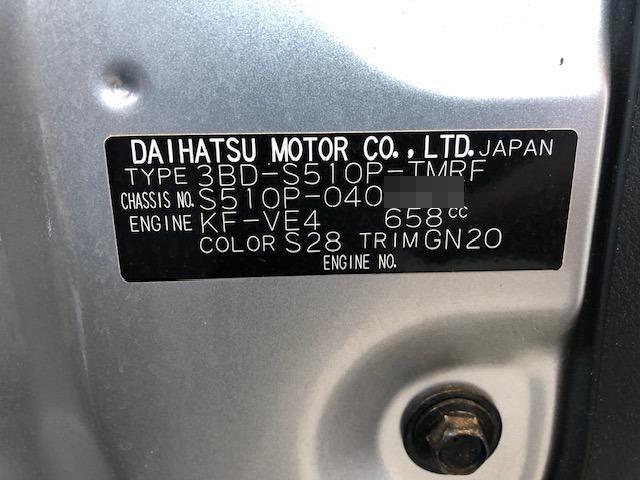 DAIHATSU MOTOR CO.,LTD. JAPAN
TYPE 3BD-S510P-TMRF
CHASSIS NO. S510P-040
ENGINE KF-VE4 658cc
COLOR S28 TRIM GN20
ENGINE NO.